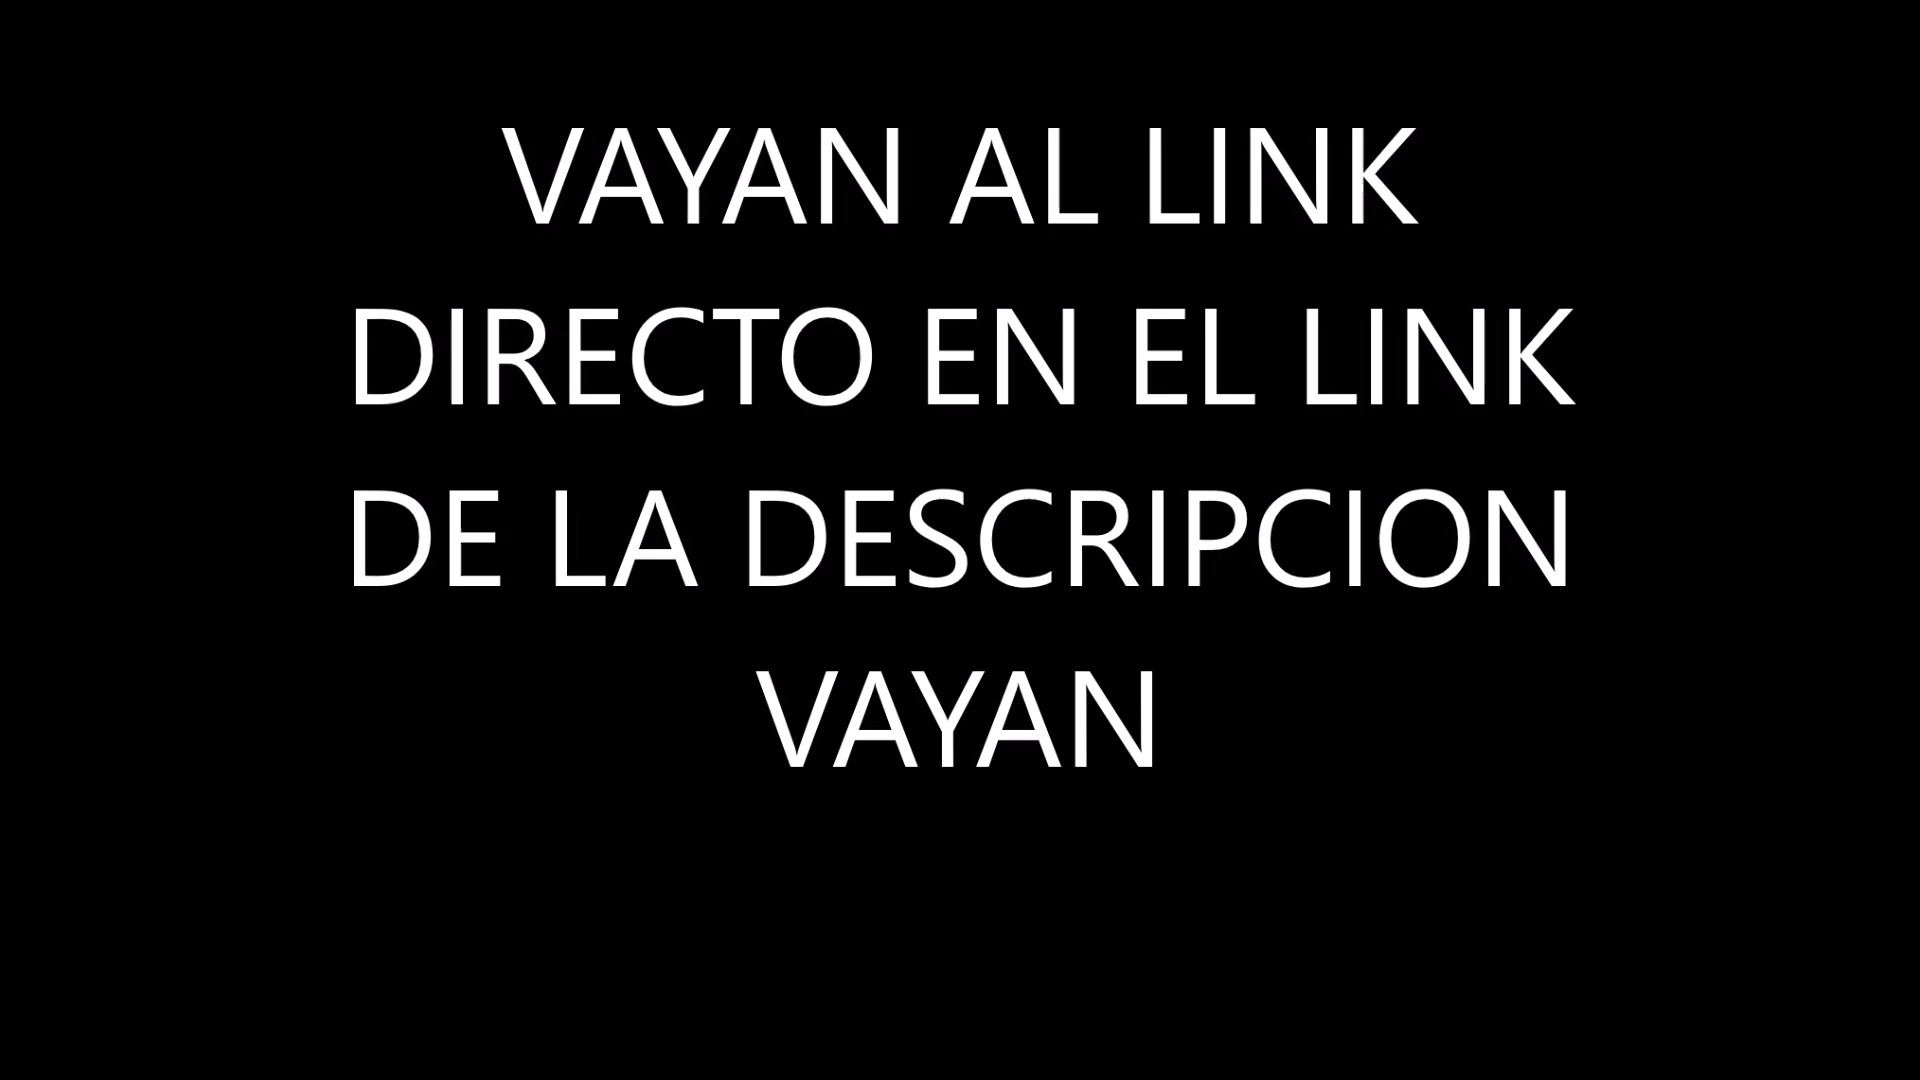 VAYAN AL LINK
DIRECTO EN EL LINK
DE LA DESCRIPCION
VAYAN